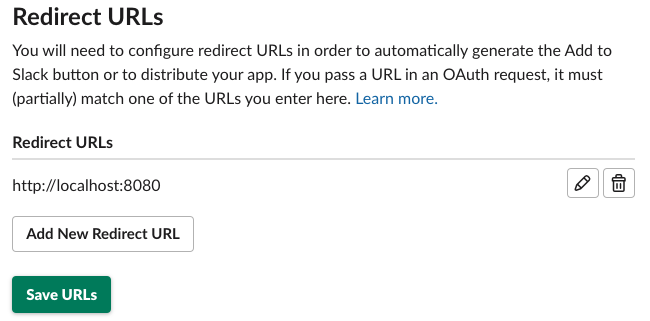 Redirect URLs
You will need to configure redirect URLs in order to automatically generate the Add to
Slack button or to distribute your app. If you pass a URL in an OAuth request, it must
(partially) match one of the URLs you enter here. Learn more.
Redirect URLs
http://localhost:8080
Add New Redirect URL
Save URLs